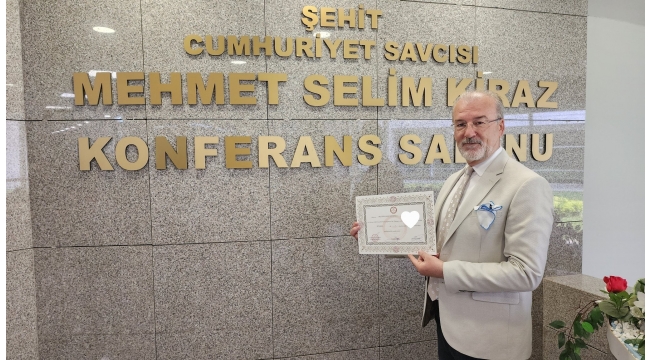 ŞEHİT
CUMHURİYET SAVCISI
MEHMET SELİM KİRAZ
KONFERANS SALONU